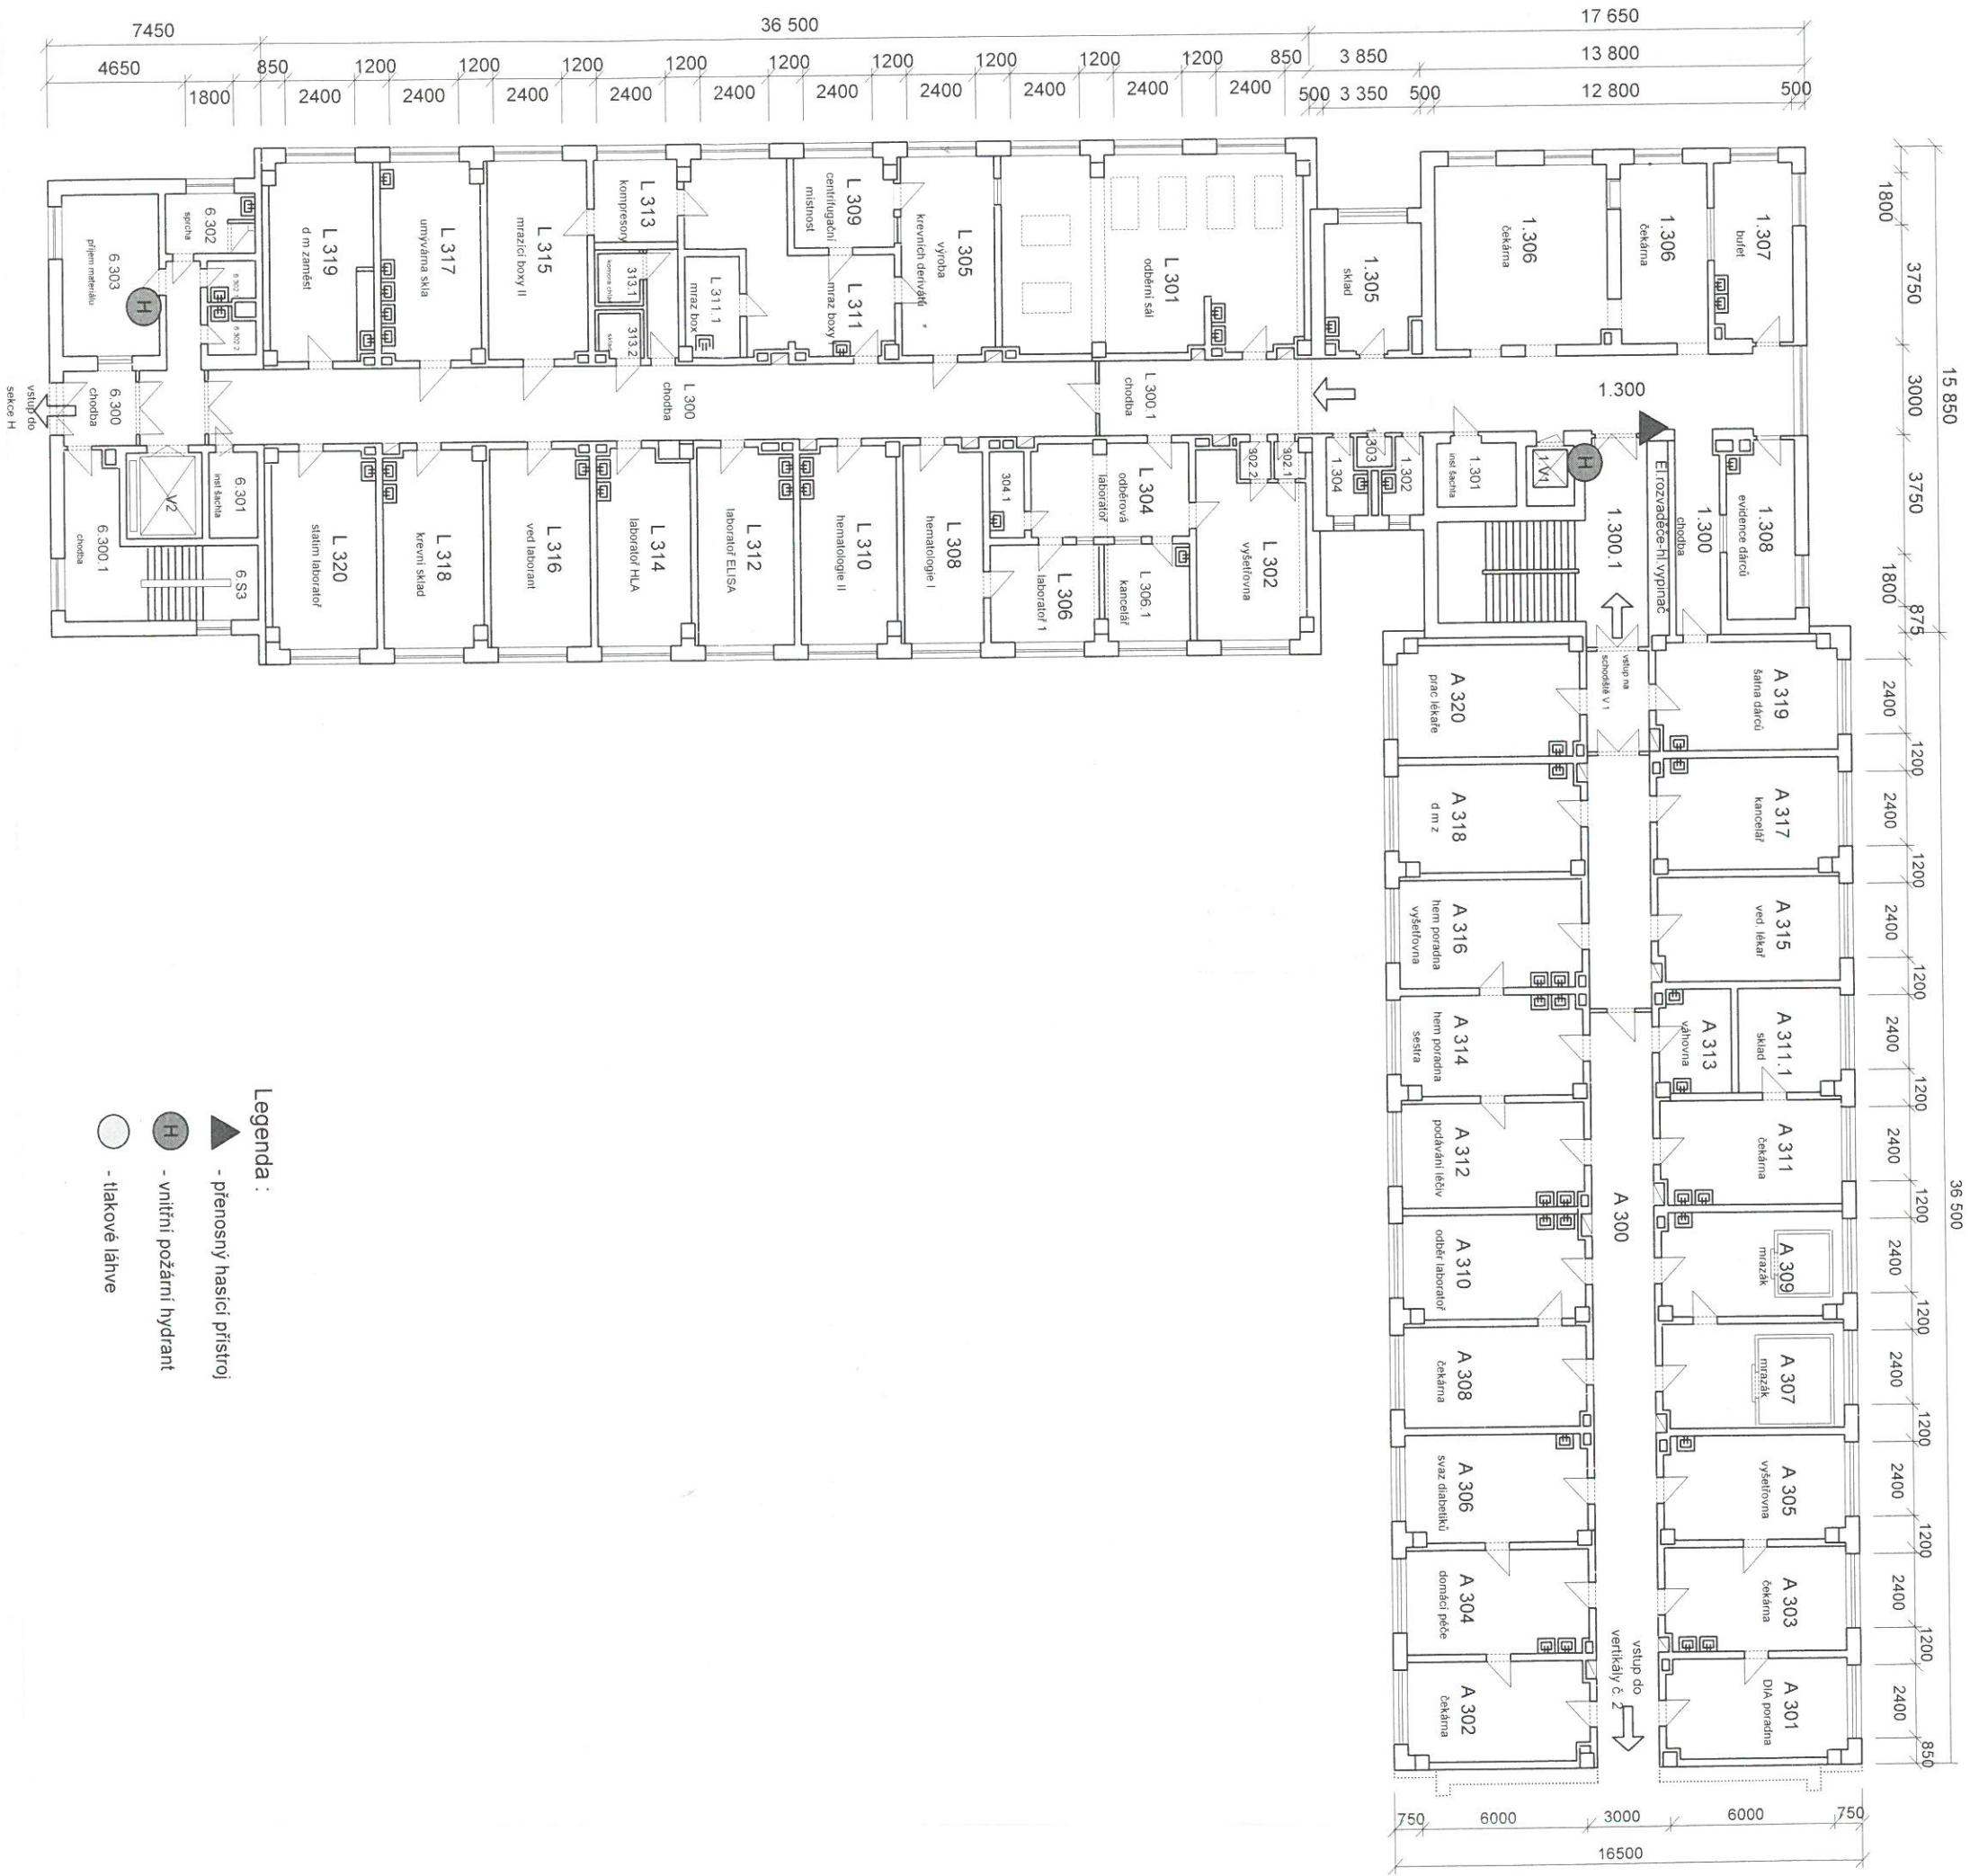 7450
36 500
17 650
4650
850
1200
1200
1200
1200
1200
1200
1200
1200
1200
850
3 850
13 800
1800
2400
2400
2400
2400
2400
2400
2400
2400
2400
2400
500
3 350
500
12 800
500
15 850
1800
3750
3000
3750
1800
875
36 500
2400
1200
2400
1200
2400
1200
2400
1200
2400
1200
2400
1200
2400
1200
2400
1200
2400
1200
2400
850
750
6000
3000
6000
750
16500
6.303
příjem materiálu
6.302
sprcha
6.302.2
L 319
d m zaměst
L 317
umývárna skla
L 315
mrazící boxy II
L 313
kompresory
313.1
komora chlad
313.2
sklad
L 311.1
mraz box
L 309
centrifugační
místnost
L 311
mraz boxy I
L 305
výroba
krevních derivátů
L 301
odběrní sál
1.305
sklad
1.306
čekárna
1.306
čekárna
1.307
bufet
vstup do
sekce H
6.300
chodba
L 300
chodba
L 300.1
chodba
1.300
6.300.1
chodba
V2
6.301
inst šachta
6.S3
L 320
statim laboratoř
L 318
krevní sklad
L 316
ved laborant
L 314
laboratoř HLA
L 312
laboratoř ELISA
L 310
hematologie II
L 308
hematologie I
304.1
L 304
odběrová
laboratoř
L 306
laboratoř 1
L 306.1
kancelář
L 302
vyšetřovna
302.2
302.1
1.304
1.303
1.302
1.301
inst šachta
1.V1
1.300.1
El.rozvaděče-hl.vypínač
1.300
chodba
1.308
evidence dárců
vstup na
schodiště V 1
A 320
prac lékaře
A 319
šatna dárců
A 318
d m z
A 317
kancelář
A 316
hem poradna
vyšetřovna
A 315
ved. lékař
A 314
hem poradna
sestra
A 313
váhovna
A 311.1
sklad
A 312
podávání léčiv
A 311
čekárna
A 300
A 310
odběr laboratoř
A 309
mrazák
A 308
čekárna
A 307
mrazák
A 306
svaz diabetiků
A 305
vyšetřovna
A 304
domácí péče
A 303
čekárna
A 302
čekárna
A 301
DIA poradna
vstup do
vertikály č. 2
Legenda :
- přenosný hasicí přístroj
H - vnitřní požární hydrant
- tlakové láhve
H
H